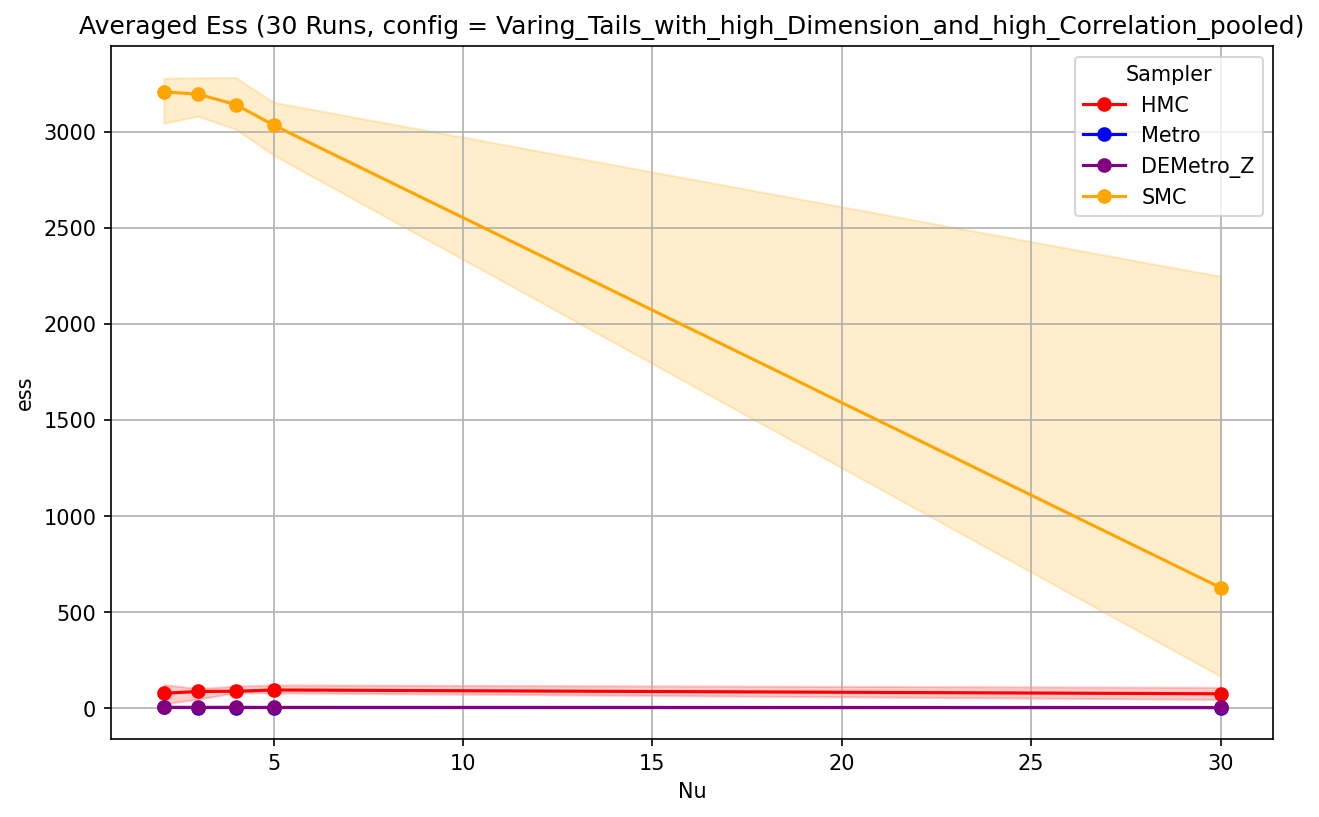 Averaged Ess (30 Runs, config = Varing_Tails_with_high_Dimension_and_high_Correlation_pooled)
Sampler
HMC
Metro
DEMetro_Z
SMC
3000
2500
2000
1500
1000
500
0
ess
5 10 15 20 25 30
Nu